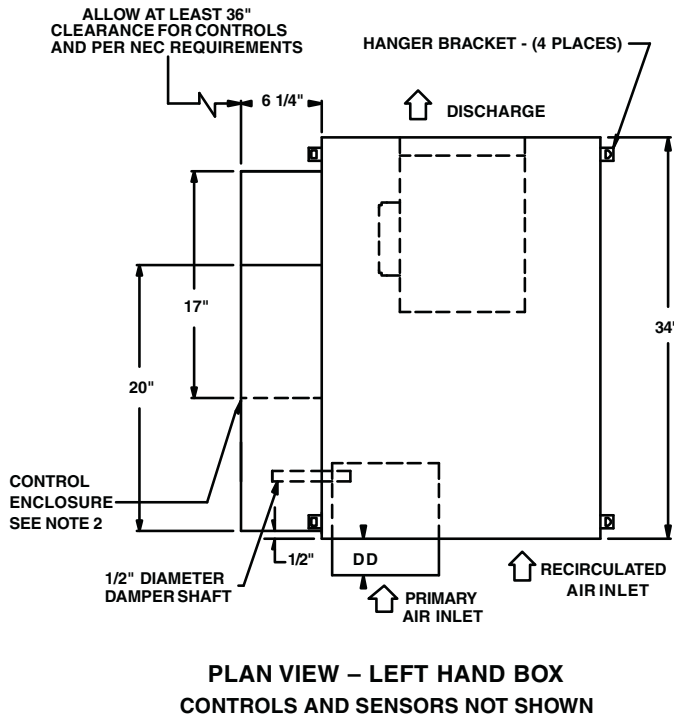 ALLOW AT LEAST 36"
CLEARANCE FOR CONTROLS
AND PER NEC REQUIREMENTS
HANGER BRACKET - (4 PLACES)
6 1/4"
DISCHARGE
17"
34"
20"
CONTROL
ENCLOSURE
SEE NOTE 2
1/2"
DD
1/2" DIAMETER
DAMPER SHAFT
RECIRCULATED
AIR INLET
PRIMARY
AIR INLET
PLAN VIEW – LEFT HAND BOX
CONTROLS AND SENSORS NOT SHOWN